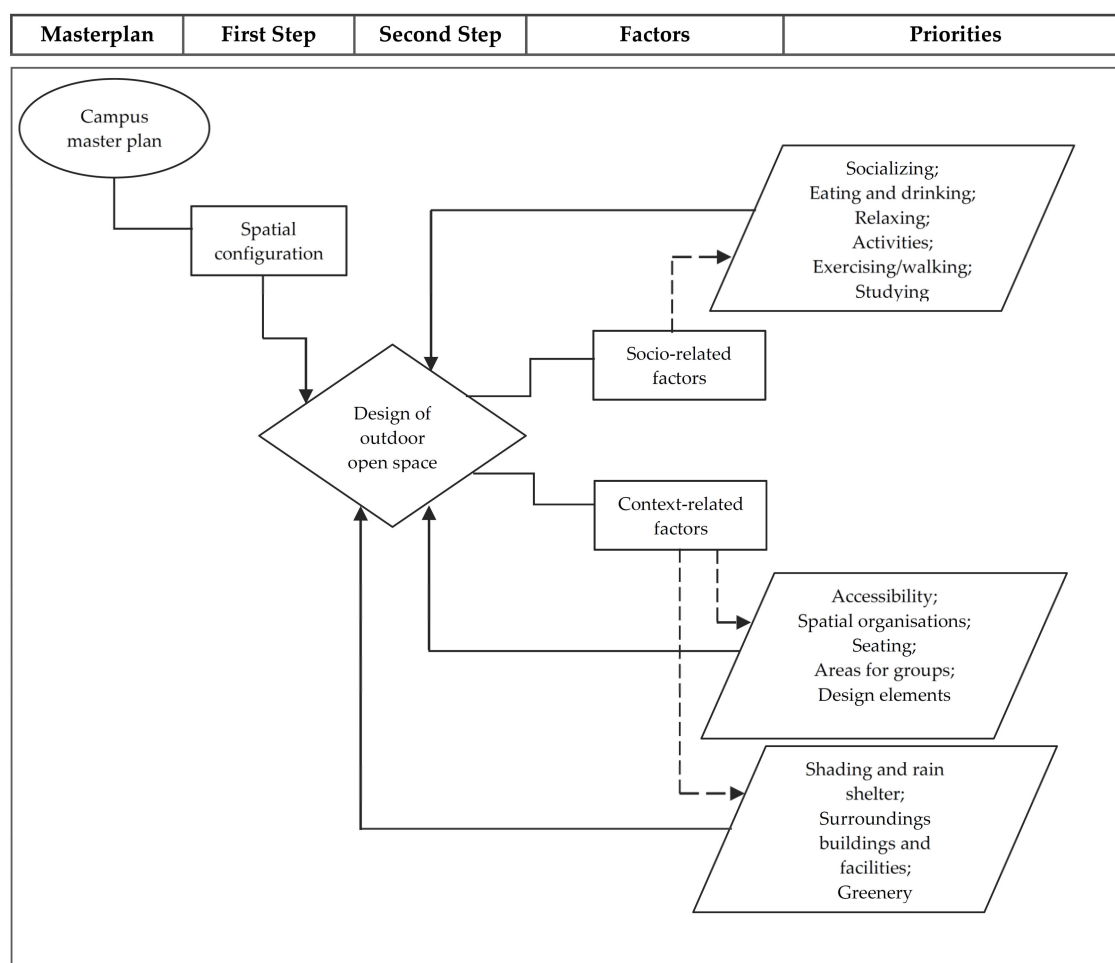 Masterplan
First Step
Second Step
Factors
Priorities
Campus
master plan
Spatial
configuration
Design of
outdoor
open space
Socio-related
factors
Context-related
factors
Socializing;
Eating and drinking;
Relaxing;
Activities;
Exercising/walking;
Studying
Accessibility;
Spatial organisations;
Seating;
Areas for groups;
Design elements
Shading and rain
shelter;
Surroundings
buildings and
facilities;
Greenery